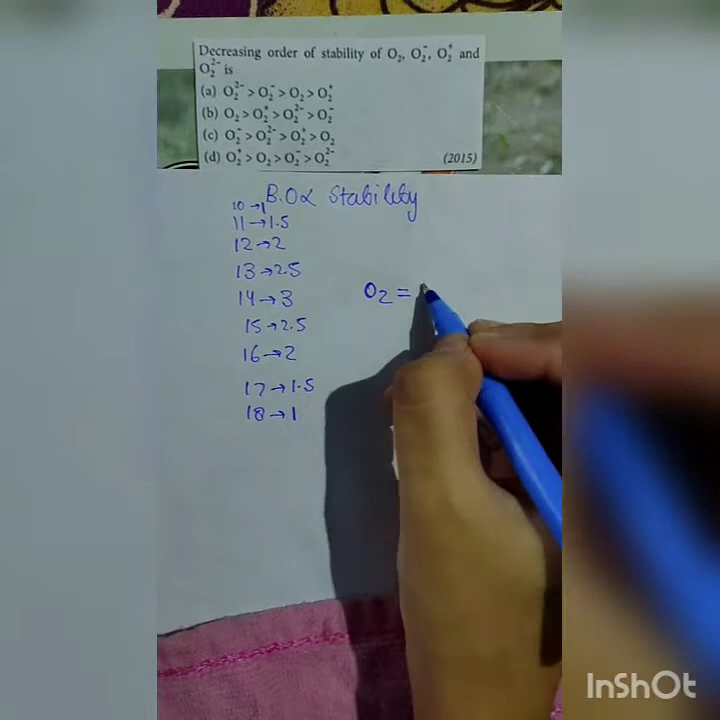 Decreasing order of stability of O₂, O₂⁻, O₂⁺ and
O₂²⁻ is
(a) O₂²⁻ > O₂⁻ > O₂ > O₂⁺
(b) O₂ > O₂⁺ > O₂²⁻ > O₂⁻
(c) O₂⁻ > O₂²⁻ > O₂⁺ > O₂
(d) O₂⁺ > O₂ > O₂⁻ > O₂²⁻ (2015)
B.O ∝ Stability
10 → 1
11 → 1.5
12 → 2
13 → 2.5
14 → 3
O₂ =
15 → 2.5
16 → 2
17 → 1.5
18 → 1
InShOt